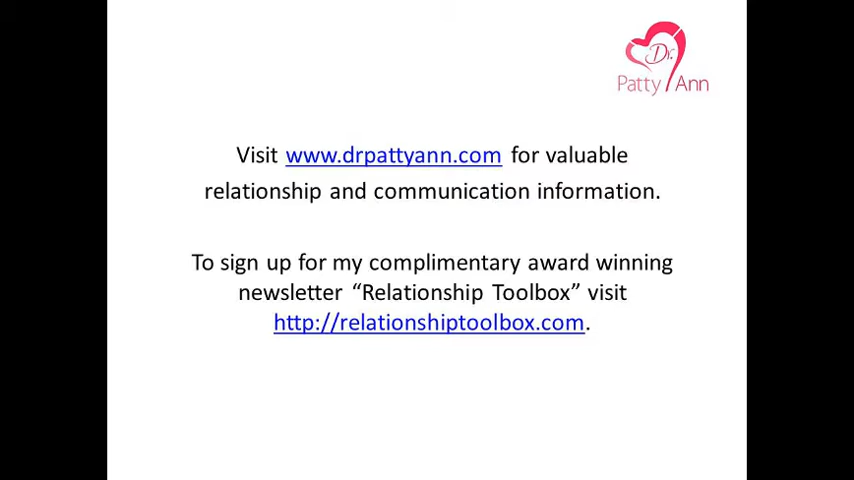 Dr.
Patty Ann
Visit www.drpattyann.com for valuable
relationship and communication information.
To sign up for my complimentary award winning
newsletter “Relationship Toolbox” visit
http://relationshiptoolbox.com.